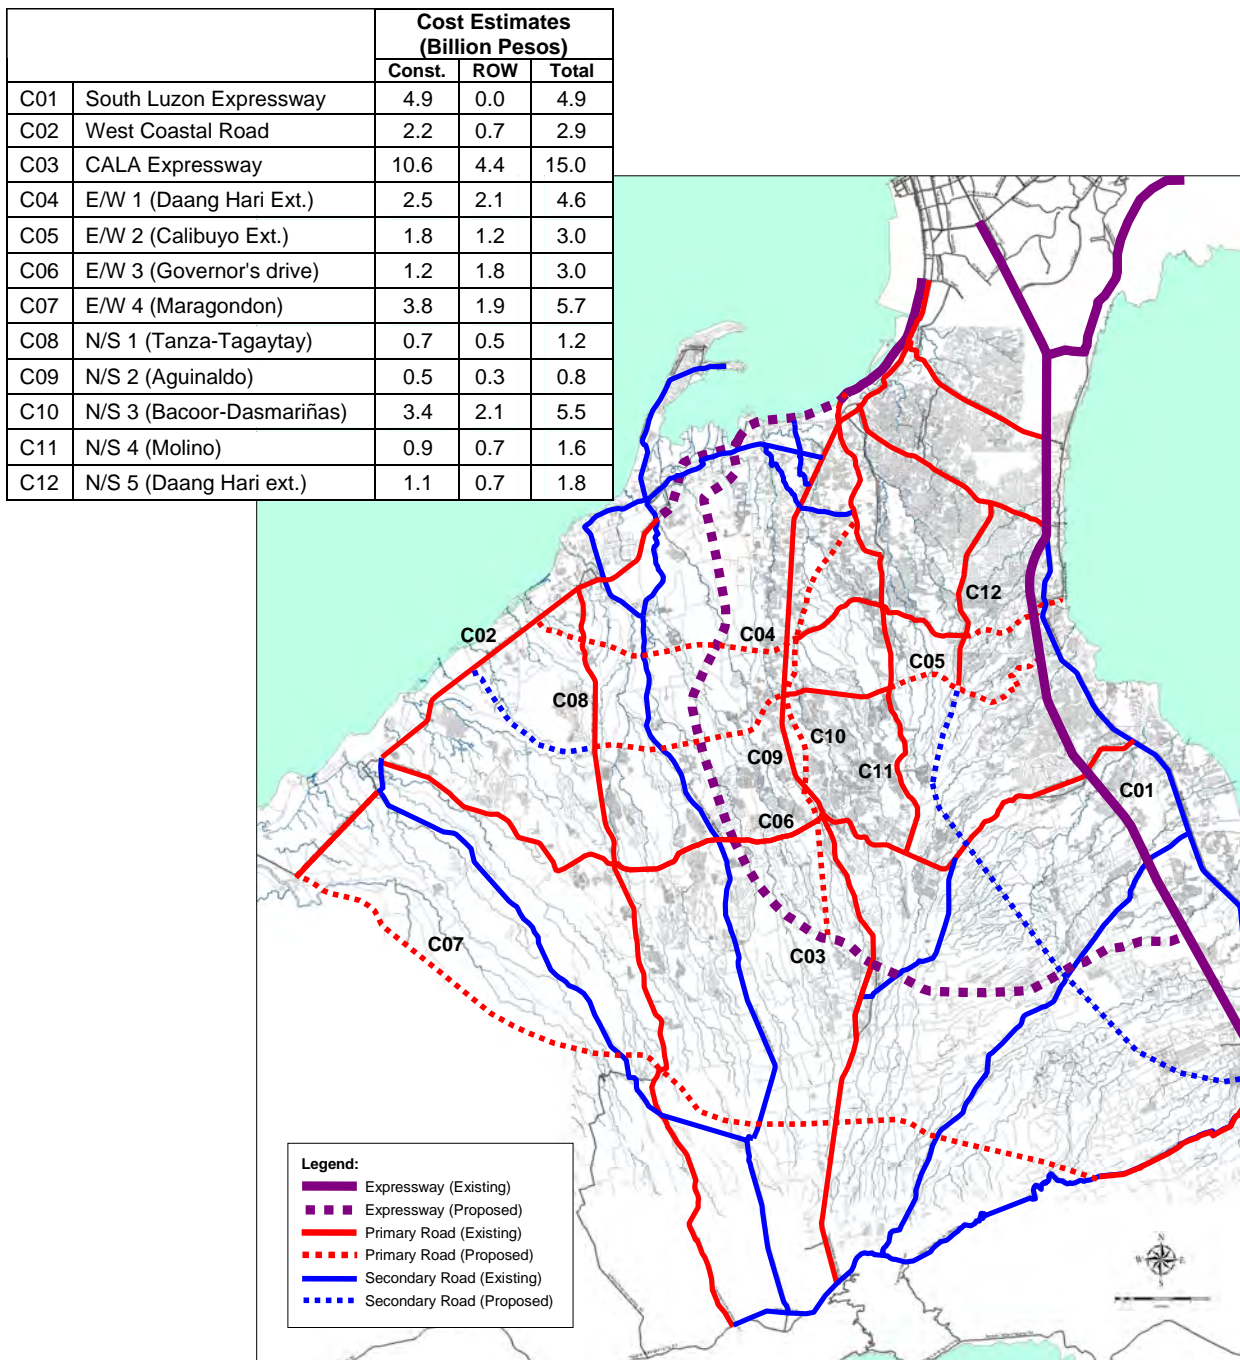 Cost Estimates
(Billion Pesos)
Const. ROW Total
C01 South Luzon Expressway 4.9 0.0 4.9
C02 West Coastal Road 2.2 0.7 2.9
C03 CALA Expressway 10.6 4.4 15.0
C04 E/W 1 (Daang Hari Ext.) 2.5 2.1 4.6
C05 E/W 2 (Calibuyo Ext.) 1.8 1.2 3.0
C06 E/W 3 (Governor's drive) 1.2 1.8 3.0
C07 E/W 4 (Maragondon) 3.8 1.9 5.7
C08 N/S 1 (Tanza-Tagaytay) 0.7 0.5 1.2
C09 N/S 2 (Aguinaldo) 0.5 0.3 0.8
C10 N/S 3 (Bacoor-Dasmariñas) 3.4 2.1 5.5
C11 N/S 4 (Molino) 0.9 0.7 1.6
C12 N/S 5 (Daang Hari ext.) 1.1 0.7 1.8
C12
C02
C04
C05
C08
C10
C09
C11
C01
C06
C07
C03
Legend:
Expressway (Existing)
Expressway (Proposed)
Primary Road (Existing)
Primary Road (Proposed)
Secondary Road (Existing)
Secondary Road (Proposed)
N
W E
S